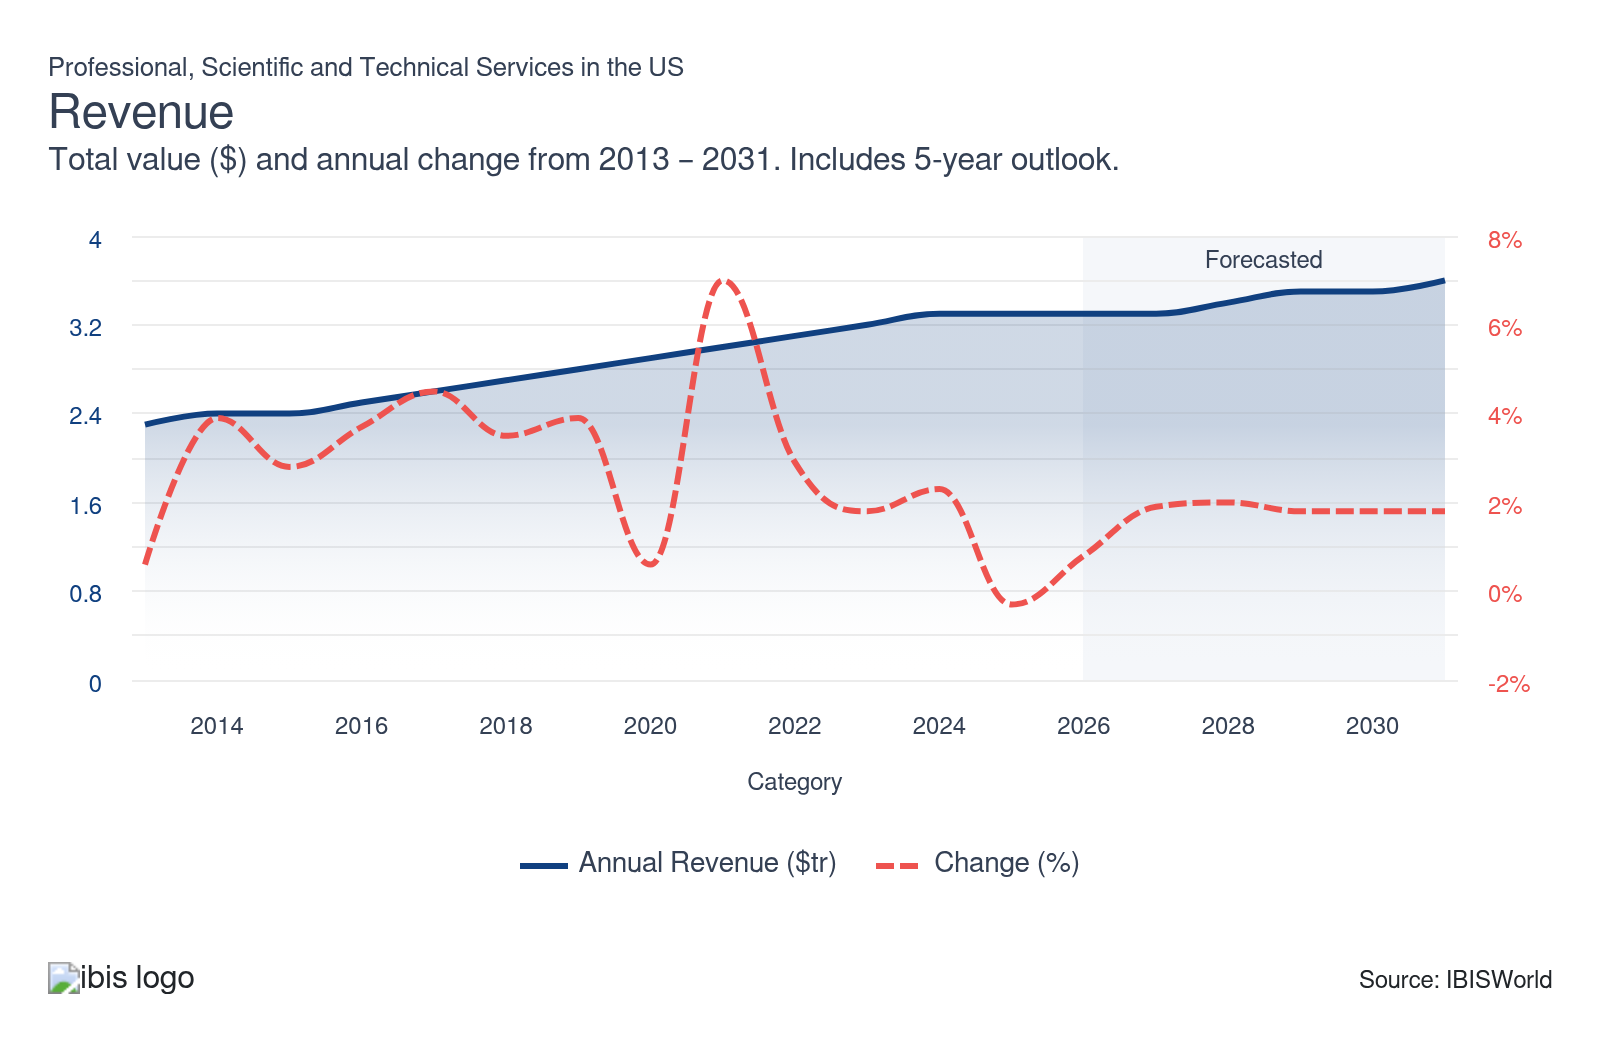 Professional, Scientific and Technical Services in the US
Revenue
Total value ($) and annual change from 2013 – 2031. Includes 5-year outlook.
4
8%
Forecasted
3.2
6%
2.4
4%
1.6
2%
0.8
0%
0
-2%
2014 2016 2018 2020 2022 2024 2026 2028 2030
Category
Annual Revenue ($tr) Change (%)
ibis logo
Source: IBISWorld